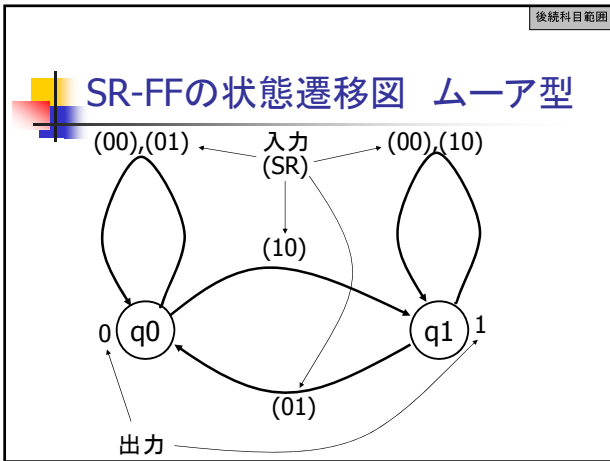 後続科目範囲
SR-FFの状態遷移図 ムーア型
(00),(01)
入力
(SR)
(00),(10)
(10)
0
q0
q1
1
(01)
出力